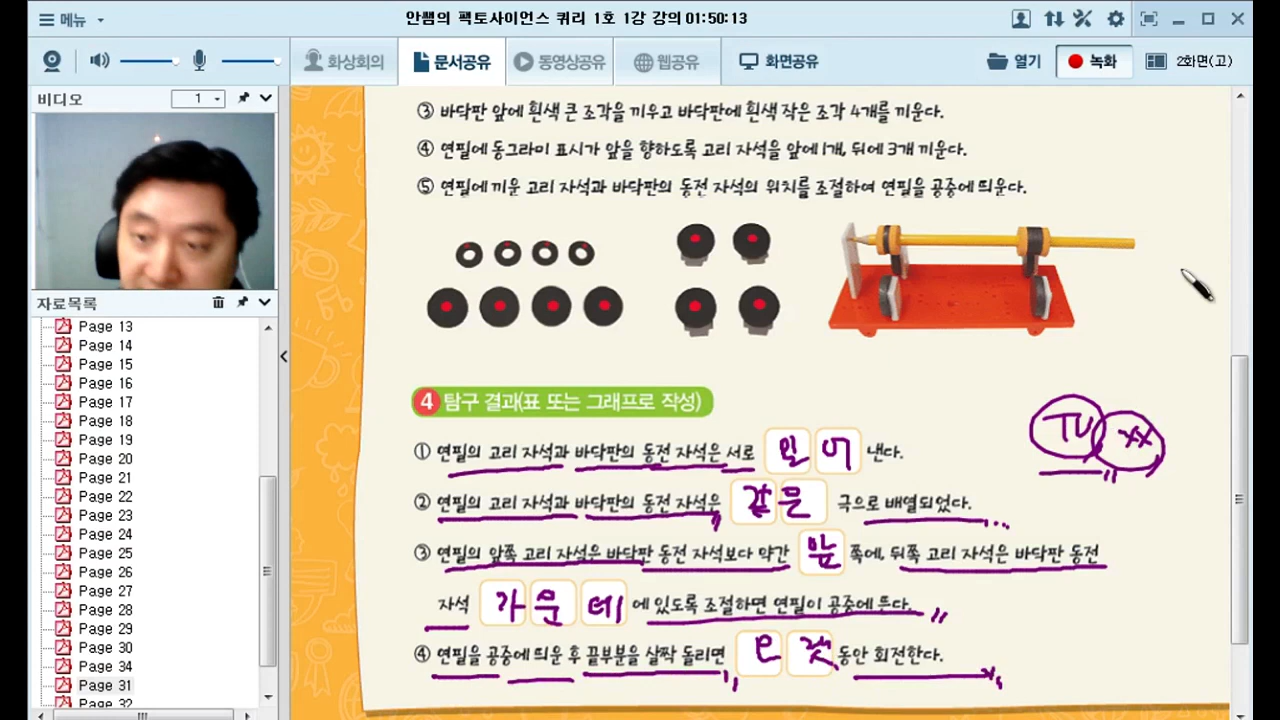 메뉴
안쌤의 팩토사이언스 쿼리 1호 1강 강의01:50:13
화상회의 문서공유 동영상공유 웹공유 화면공유 열기 녹화 2화면(고)
비디오 1
자료목록
Page 13
Page 14
Page 15
Page 16
Page 17
Page 18
Page 19
Page 20
Page 21
Page 22
Page 23
Page 24
Page 25
Page 26
Page 27
Page 28
Page 29
Page 30
Page 34
Page 31
Page 32
③ 바닥판 앞에 흰색 큰 조각을 끼우고 바닥판에 흰색 작은 조각 4개를 끼운다.
④ 연필에 동그라미 표시가 앞을 향하도록 고리 자석을 앞에 1개, 뒤에 3개 끼운다.
⑤ 연필에 끼운 고리 자석과 바닥판의 동전 자석의 위치를 조절하여 연필을 공중에 띄운다.
4 탐구 결과(표 또는 그래프로 작성)
① 연필의 고리 자석과 바닥판의 동전 자석은 서로 밀어 낸다.
② 연필의 고리 자석과 바닥판의 동전 자석은 같은 극으로 배열되었다.
③ 연필의 앞쪽 고리 자석은 바닥판 동전 자석보다 약간 앞 쪽에, 뒤쪽 고리 자석은 바닥판 동전
자석 가운데 에 있도록 조절하면 연필이 공중에 뜬다.
④ 연필을 공중에 띄운 후 끝부분을 살짝 돌리면 동안 회전한다.